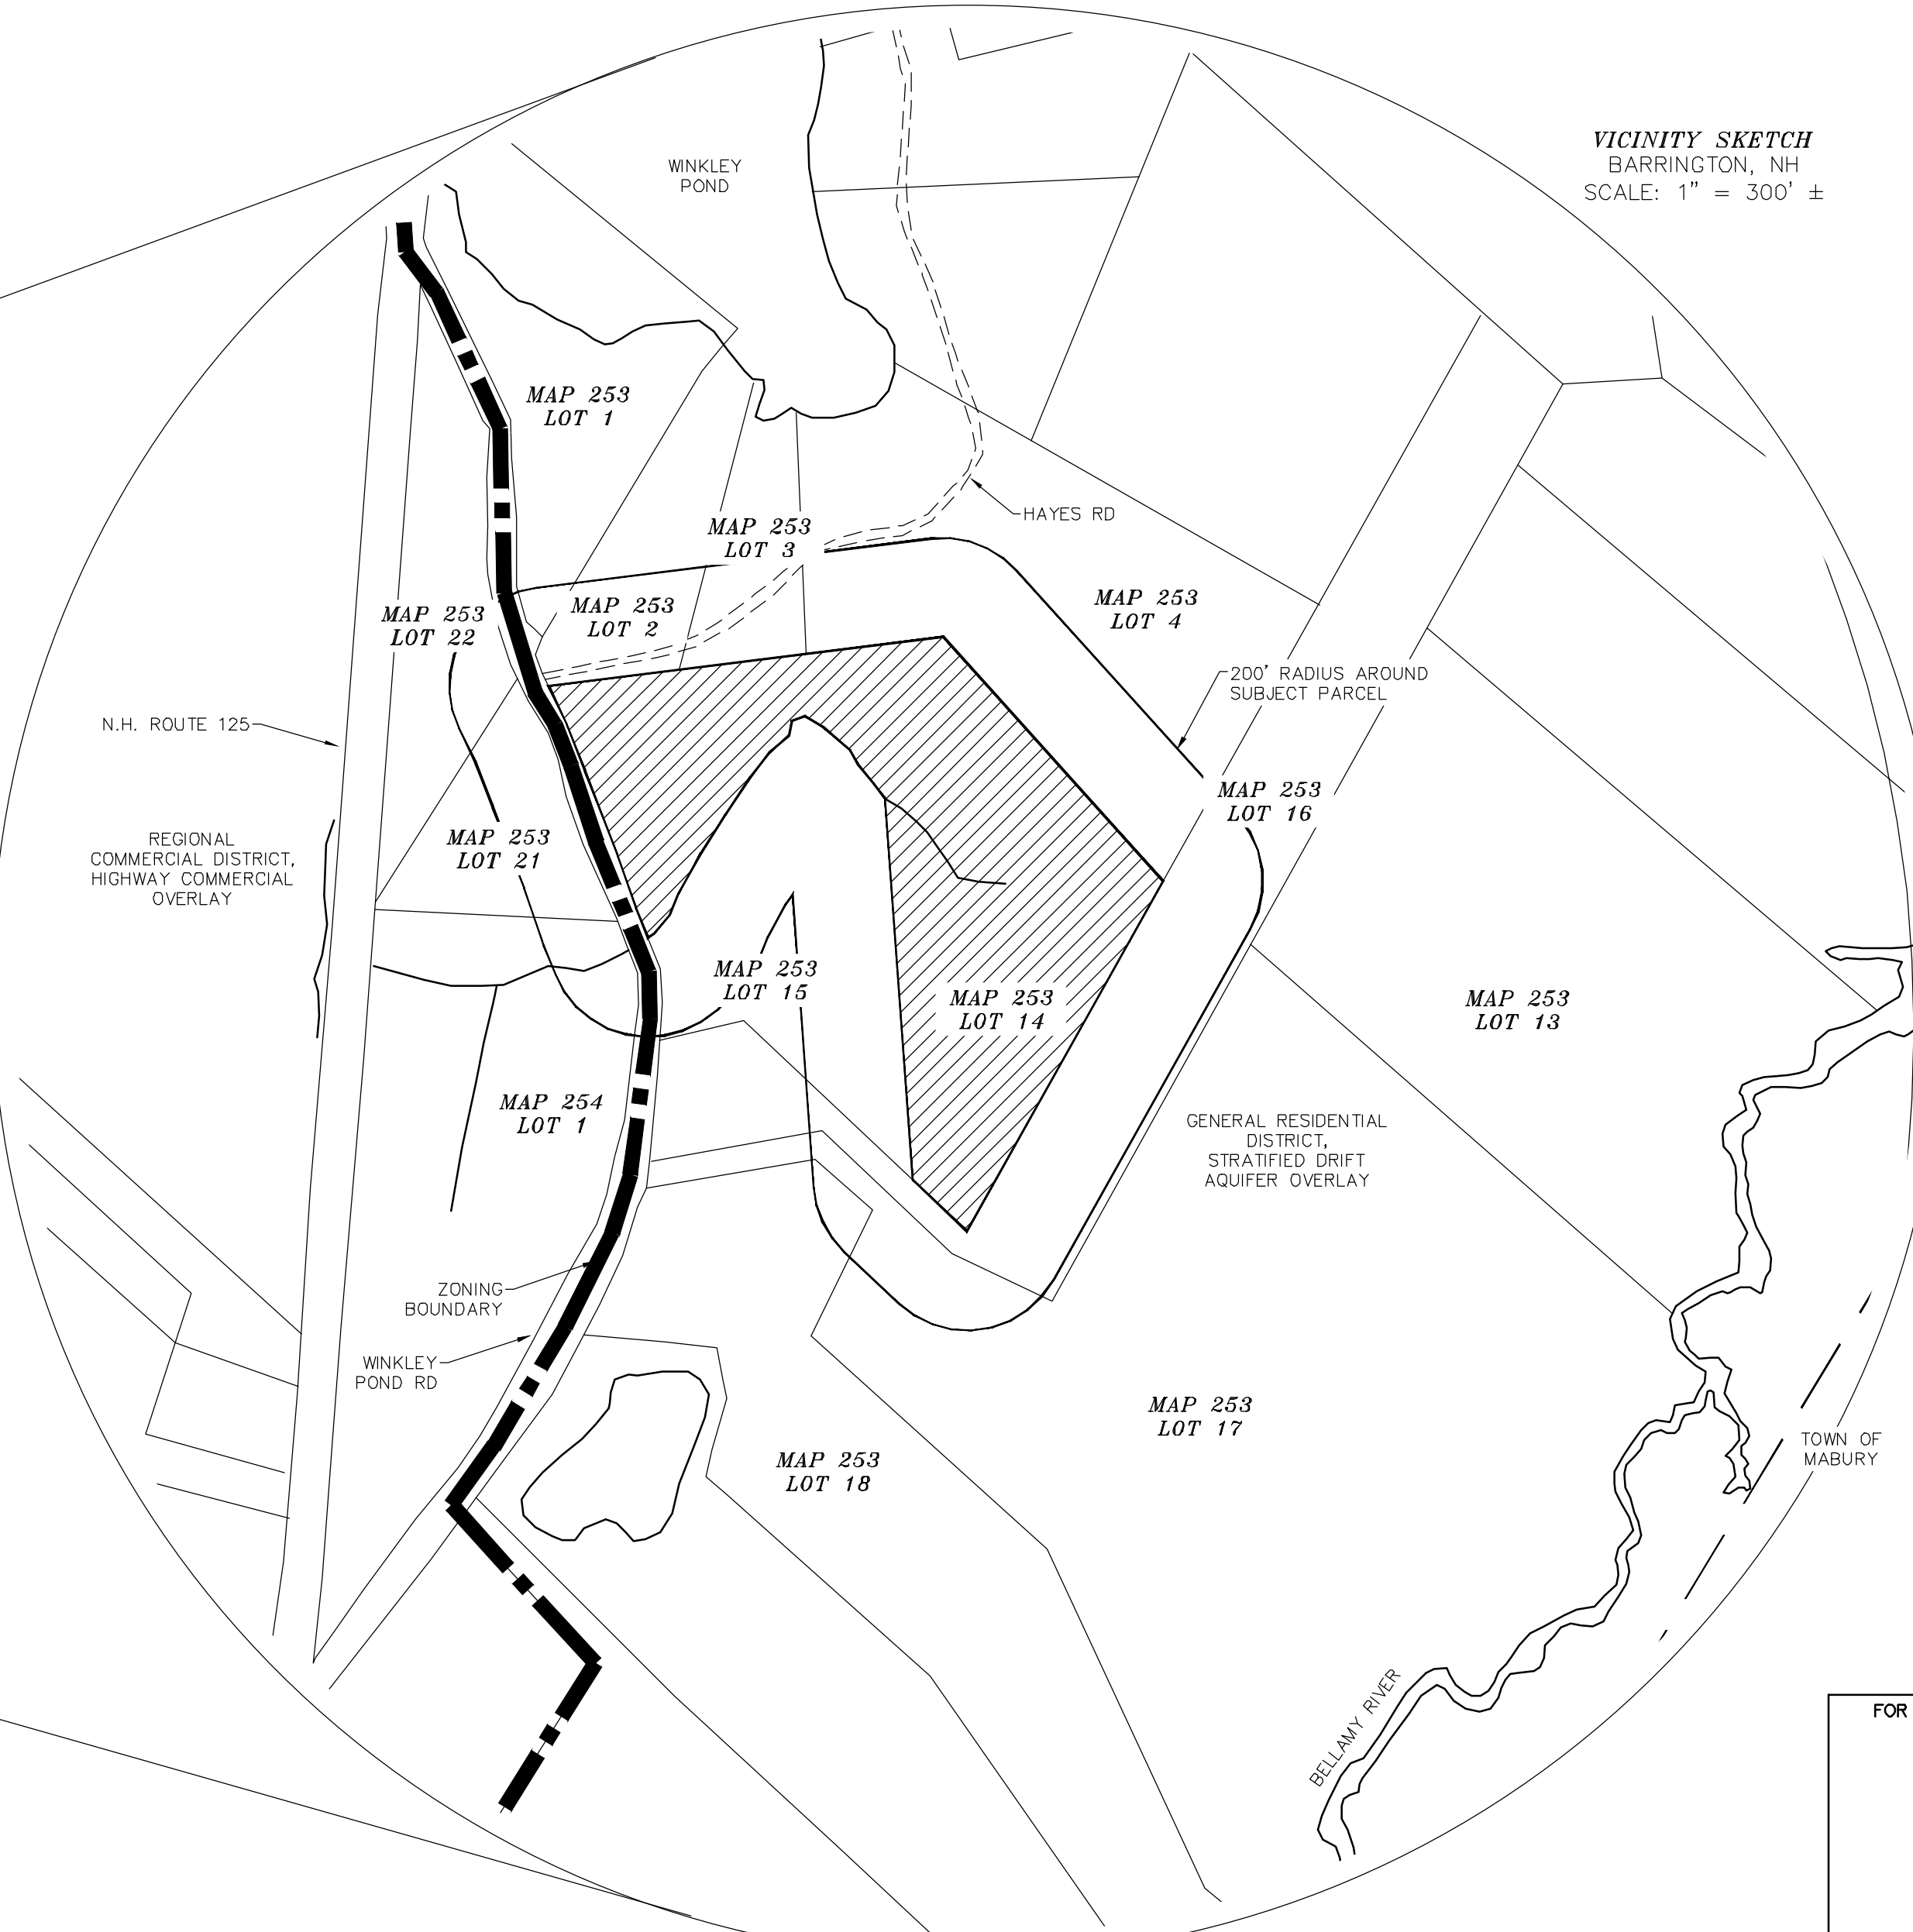 VICINITY SKETCH
BARRINGTON, NH
SCALE: 1" = 300' ±
WINKLEY
POND
MAP 253
LOT 1
HAYES RD
MAP 253
LOT 3
MAP 253
LOT 2
MAP 253
LOT 22
MAP 253
LOT 4
200' RADIUS AROUND
SUBJECT PARCEL
N.H. ROUTE 125
MAP 253
LOT 16
REGIONAL
COMMERCIAL DISTRICT,
HIGHWAY COMMERCIAL
OVERLAY
MAP 253
LOT 21
MAP 253
LOT 15
MAP 253
LOT 14
MAP 253
LOT 13
MAP 254
LOT 1
GENERAL RESIDENTIAL
DISTRICT,
STRATIFIED DRIFT
AQUIFER OVERLAY
ZONING
BOUNDARY
WINKLEY
POND RD
MAP 253
LOT 17
MAP 253
LOT 18
TOWN OF
MABURY
BELLAMY RIVER
FOR